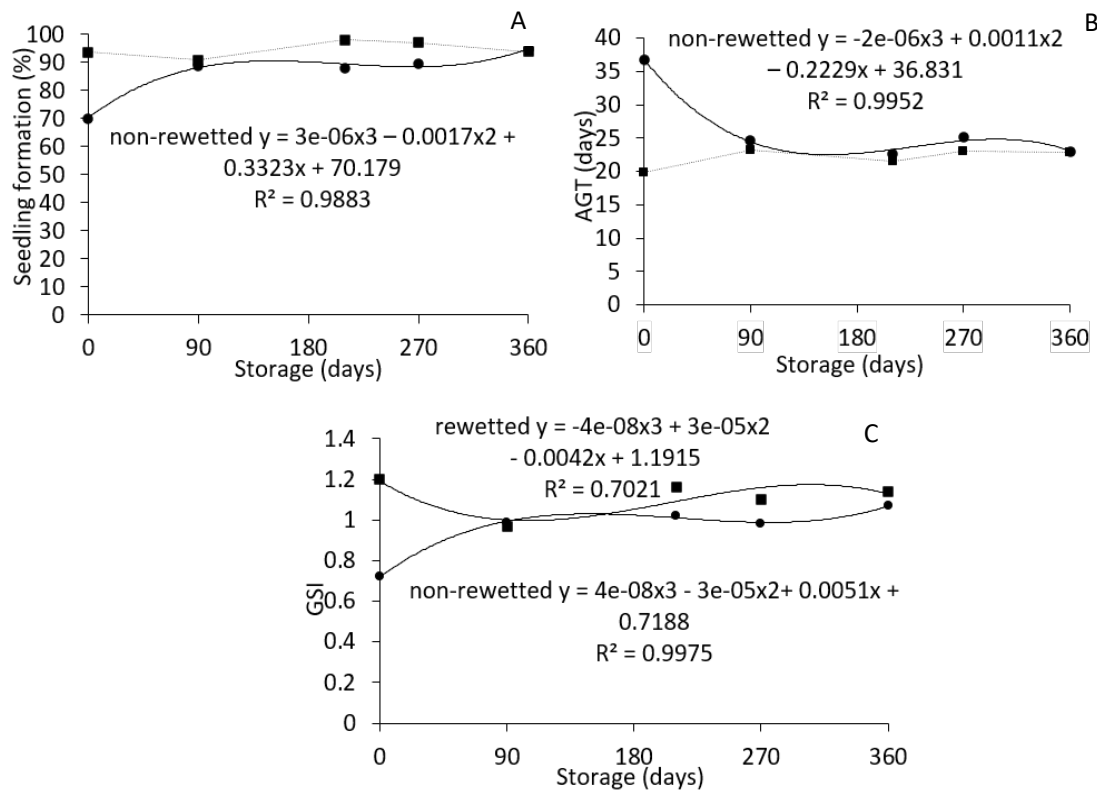 A
Seedling formation (%)
100
90
80
70
60
50
40
30
20
10
0
non-rewetted y = 3e-06x3 – 0.0017x2 +
0.3323x + 70.179
R² = 0.9883
0 90 180 270 360
Storage (days)
B
AGT (days)
40
35
30
25
20
15
10
5
0
non-rewetted y = -2e-06x3 + 0.0011x2
– 0.2229x + 36.831
R² = 0.9952
0 90 180 270 360
Storage (days)
C
GSI
1.4
1.2
1
0.8
0.6
0.4
0.2
0
rewetted y = -4e-08x3 + 3e-05x2
- 0.0042x + 1.1915
R² = 0.7021
non-rewetted y = 4e-08x3 - 3e-05x2+ 0.0051x +
0.7188
R² = 0.9975
0 90 180 270 360
Storage (days)